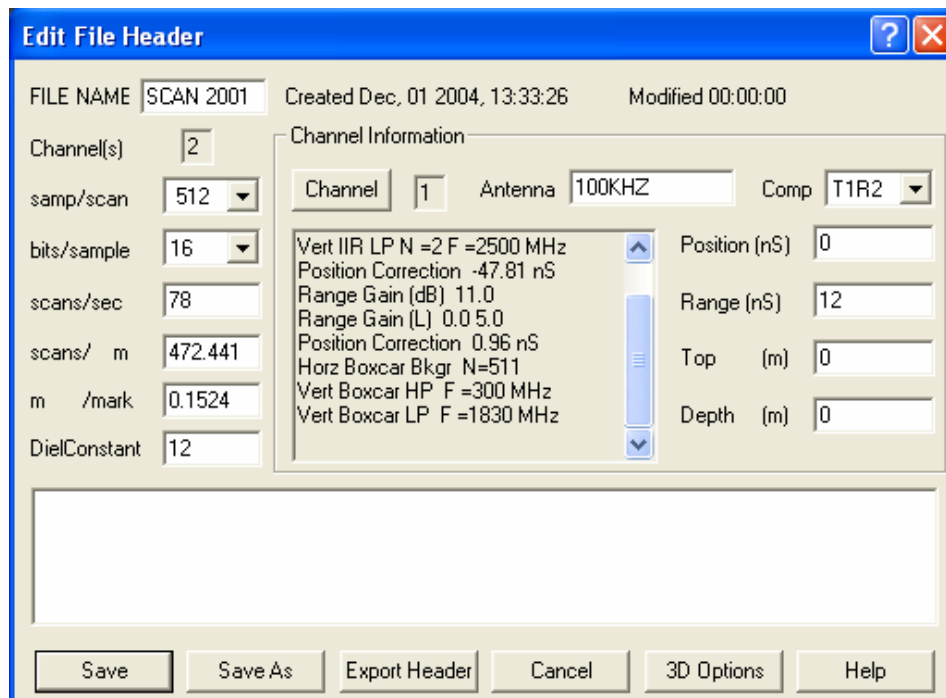 Edit File Header
FILE NAME SCAN 2001 Created Dec, 01 2004, 13:33:26 Modified 00:00:00
Channel(s) 2
samp/scan 512
bits/sample 16
scans/sec 78
scans/ m 472.441
m /mark 0.1524
DielConstant 12
Channel Information
Channel 1 Antenna 100KHZ Comp T1R2
Vert IIR LP N =2 F =2500 MHz
Position Correction -47.81 nS
Range Gain (dB) 11.0
Range Gain (L) 0.0 5.0
Position Correction 0.96 nS
Horz Boxcar Bkgr N=511
Vert Boxcar HP F =300 MHz
Vert Boxcar LP F =1830 MHz
Position (nS) 0
Range (nS) 12
Top (m) 0
Depth (m) 0
Save Save As Export Header Cancel 3D Options Help